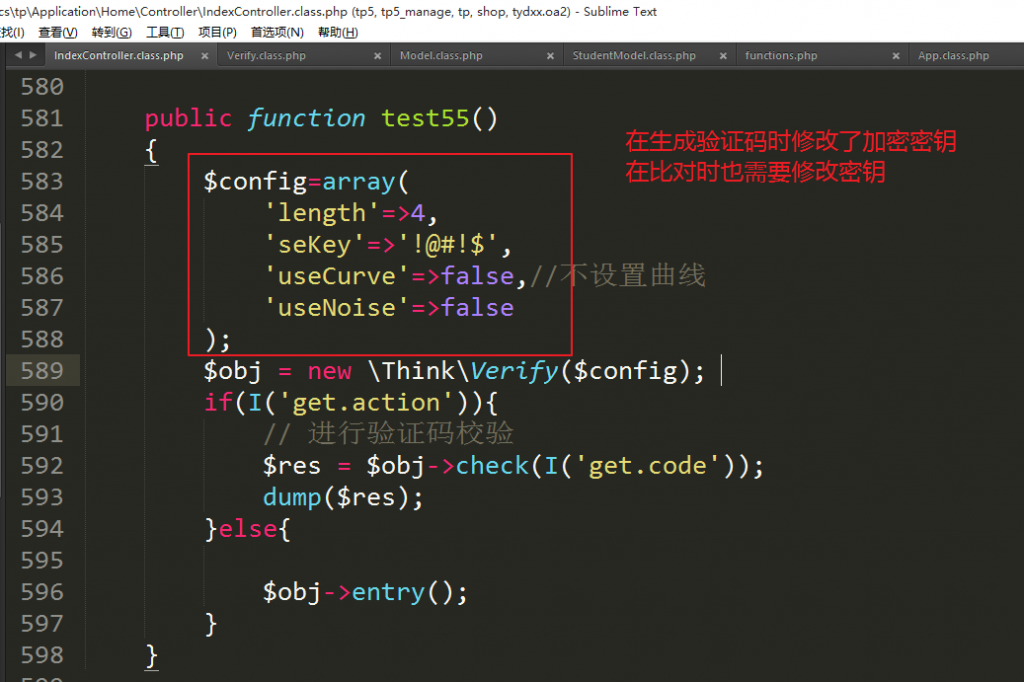 cs\tp\Application\Home\Controller\IndexController.class.php (tp5, tp5_manage, tp, shop, tydxx.oa2) - Sublime Text
找(I) 查看(V) 转到(G) 工具(T) 项目(P) 首选项(N) 帮助(H)
IndexController.class.php × Verify.class.php × Model.class.php × StudentModel.class.php × functions.php × App.class.php
580
581 public function test55()
582 {
在生成验证码时修改了加密密钥
在比对时也需要修改密钥
583 $config=array(
584 'length'=>4,
585 'seKey'=>'!@#!$',
586 'useCurve'=>false,//不设置曲线
587 'useNoise'=>false
588 );
589 $obj = new \Think\Verify($config);
590 if(I('get.action')){
591 // 进行验证码校验
592 $res = $obj->check(I('get.code'));
593 dump($res);
594 }else{
595
596 $obj->entry();
597 }
598 }